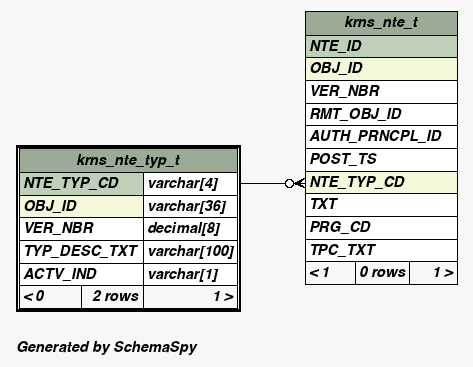 krns_nte_t
NTE_ID
OBJ_ID
VER_NBR
RMT_OBJ_ID
AUTH_PRNCPL_ID
POST_TS
NTE_TYP_CD
TXT
PRG_CD
TPC_TXT
< 1 0 rows 1 >
krns_nte_typ_t
NTE_TYP_CD varchar[4]
OBJ_ID varchar[36]
VER_NBR decimal[8]
TYP_DESC_TXT varchar[100]
ACTV_IND varchar[1]
< 0 2 rows 1 >
Generated by SchemaSpy